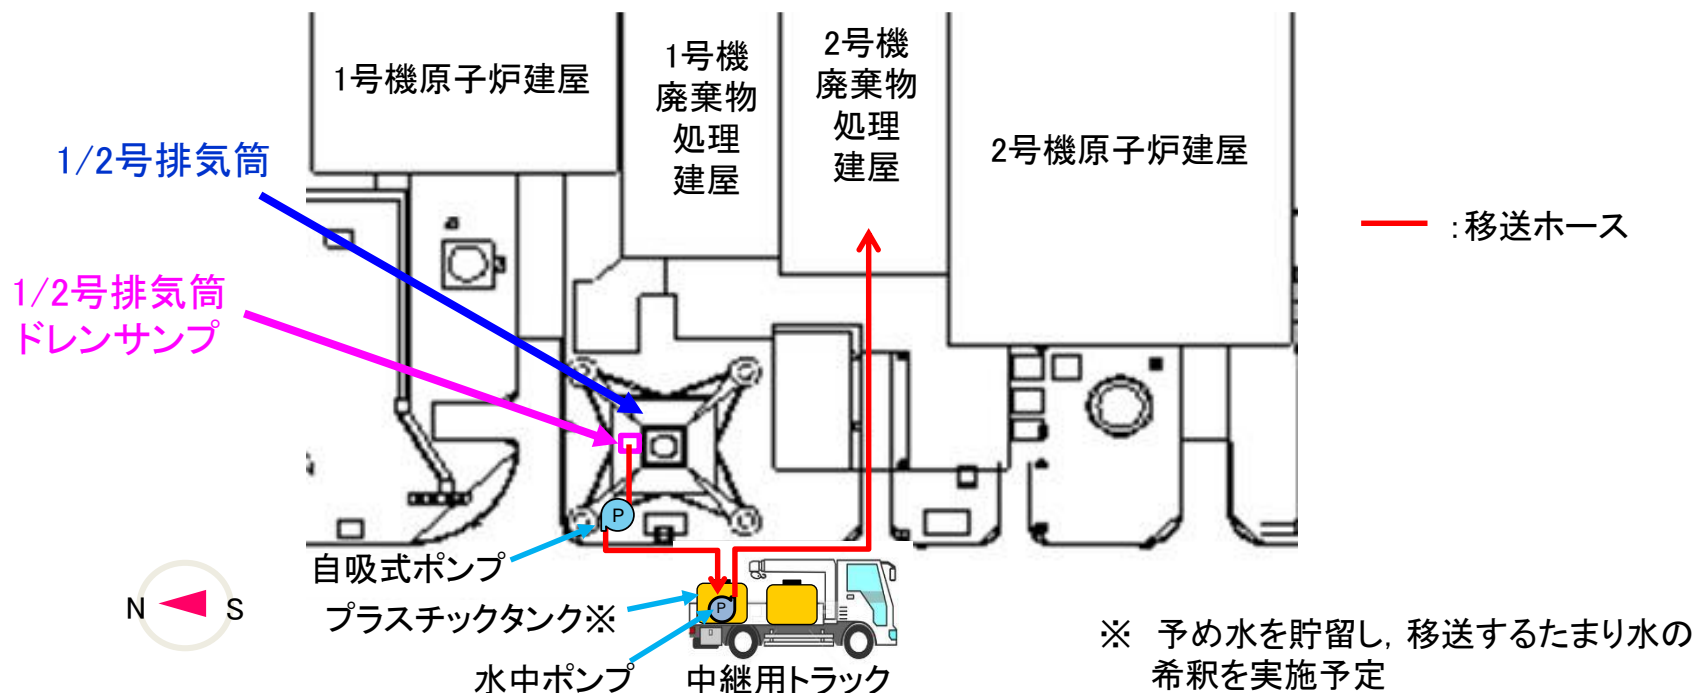 1号機原子炉建屋
1号機
廃棄物
処理
建屋
2号機
廃棄物
処理
建屋
2号機原子炉建屋
1/2号排気筒
:移送ホース
1/2号排気筒
ドレンサンプ
P
自吸式ポンプ
N
S
プラスチックタンク※
P
水中ポンプ
中継用トラック
※ 予め水を貯留し, 移送するたまり水の
希釈を実施予定